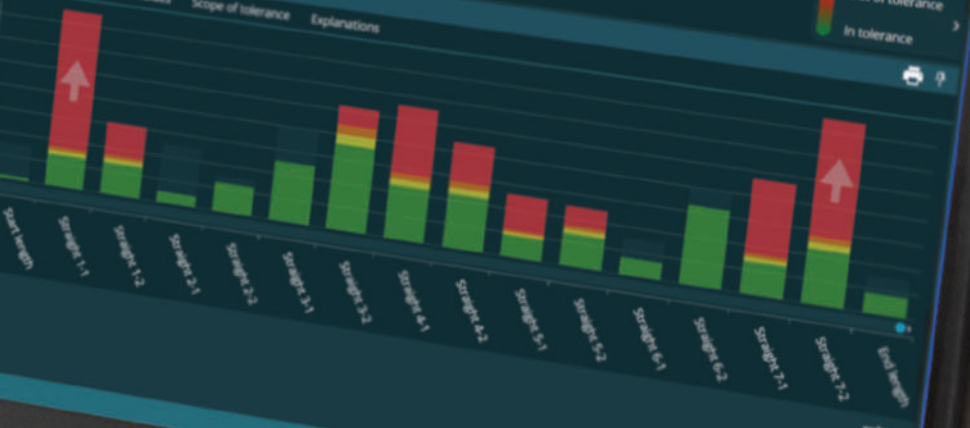 Scope of tolerance
Explanations
tolerance
In tolerance
Start length
Straight 1-1
Straight 1-2
Straight 2-1
Straight 2-2
Straight 3-1
Straight 3-2
Straight 4-1
Straight 4-2
Straight 5-1
Straight 5-2
Straight 6-1
Straight 6-2
Straight 7-1
Straight 7-2
End length